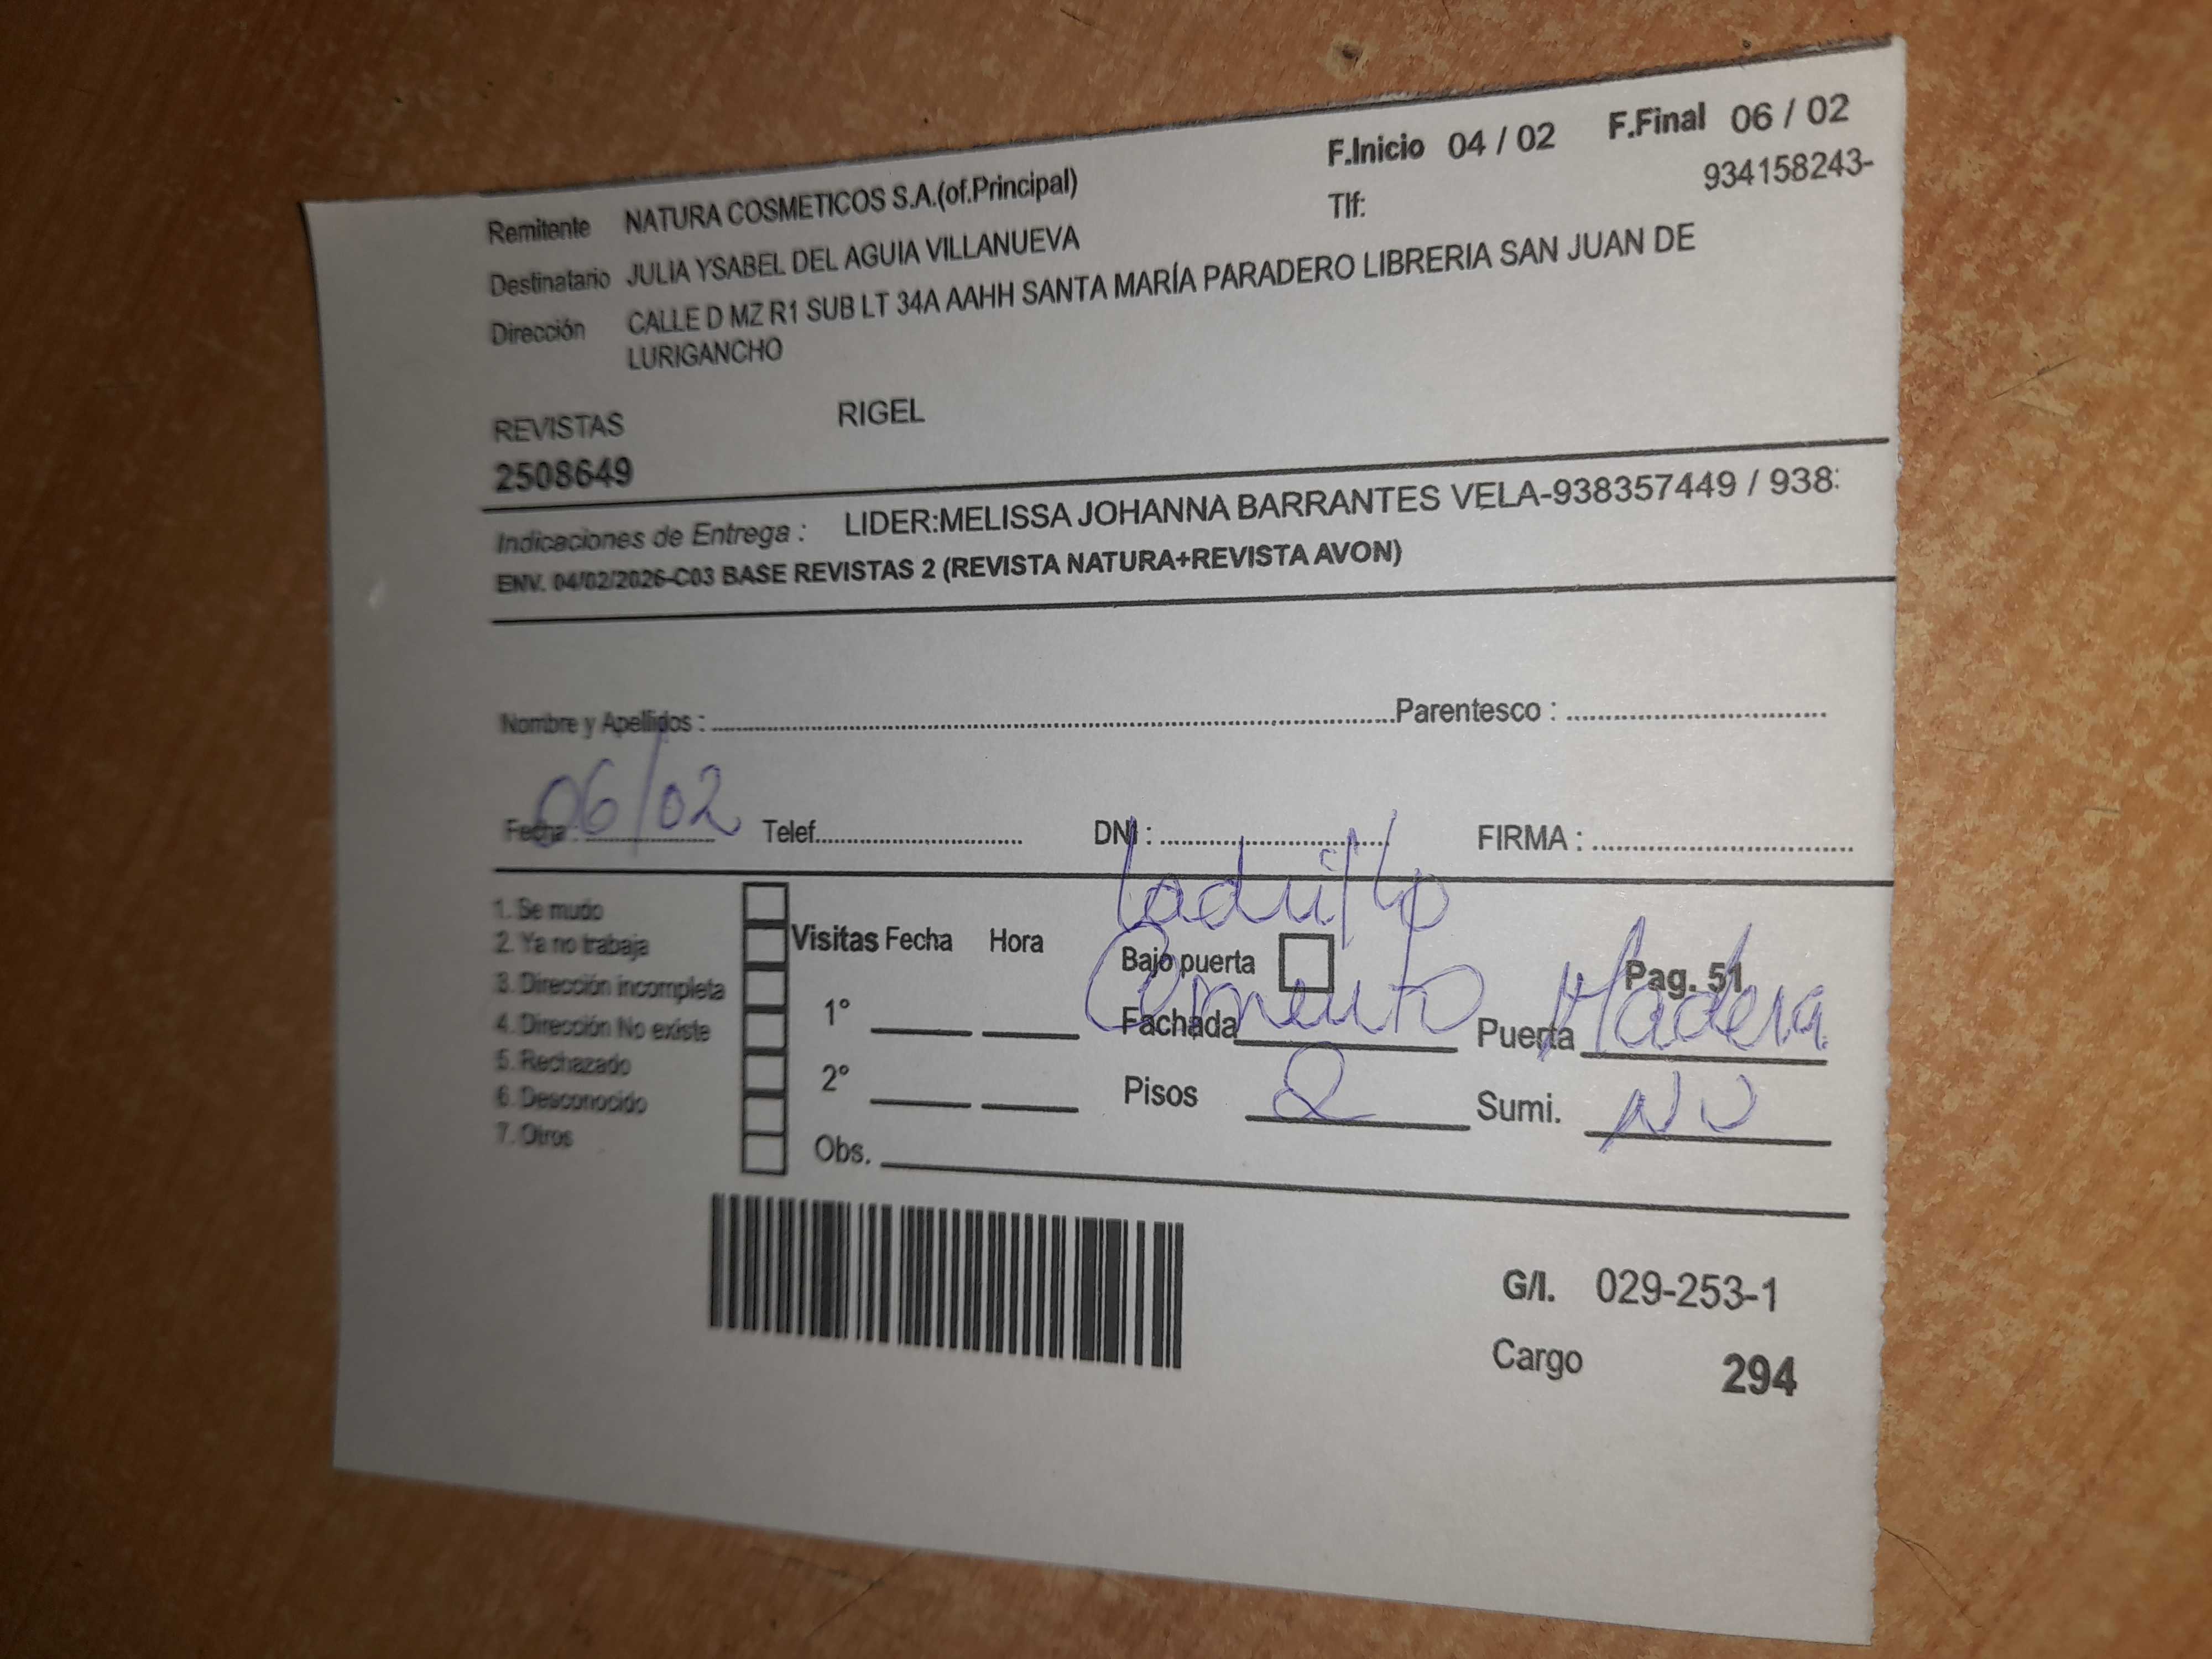 F.Inicio 04 / 02 F.Final 06 / 02
Remitente NATURA COSMETICOS S.A.(of.Principal) Tlf: 934158243-
Destinatario JULIA YSABEL DEL AGUIA VILLANUEVA
Dirección CALLE D MZ R1 SUB LT 34A AAHH SANTA MARÍA PARADERO LIBRERIA SAN JUAN DE
LURIGANCHO
REVISTAS RIGEL
2508649
Indicaciones de Entrega : LIDER:MELISSA JOHANNA BARRANTES VELA-938357449 / 938
ENV. 04/02/2026-C03 BASE REVISTAS 2 (REVISTA NATURA+REVISTA AVON)
Nombre y Apellidos : Parentesco :
Fecha : 06/02 Telef. DNI : FIRMA :
1. Se mudo
2. Ya no trabaja
3. Dirección incompleta
4. Dirección No existe
5. Rechazado
6. Desconocido
7. Otros
Visitas Fecha Hora
1°
2°
Obs.
ladrillo
Bajo puerta Pag. 51
Fachada Cemento Puerta Madera
Pisos 2 Sumi. NO
G/I. 029-253-1
Cargo 294